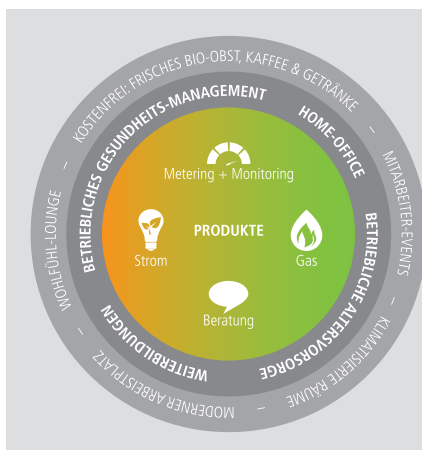 KOSTENFREI: FRISCHES BIO-OBST, KAFFEE & GETRÄNKE – MITARBEITER-EVENTS – KLIMATISIERTE RÄUME – MODERNER ARBEISTPLATZ – WOHLFÜHL-LOUNGE –
BETRIEBLICHES GESUNDHEITS-MANAGEMENT
HOME-OFFICE
BETRIEBLICHE ALTERSVORSORGE
WEITERBILDUNGEN
Metering + Monitoring
PRODUKTE
Strom
Gas
Beratung